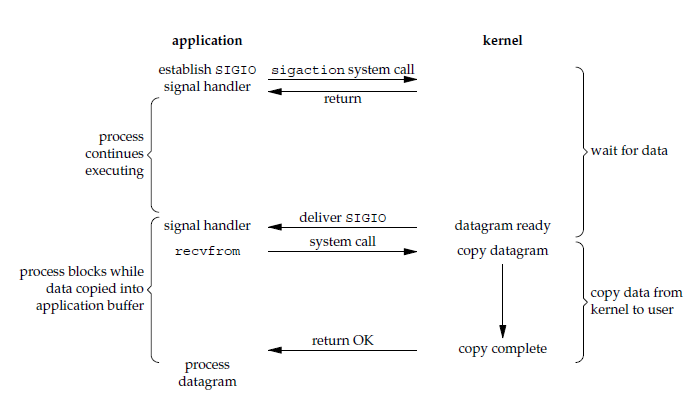 application
kernel
establish SIGIO
signal handler
sigaction system call
return
process
continues
executing
wait for data
signal handler
deliver SIGIO
datagram ready
recvfrom
system call
copy datagram
process blocks while
data copied into
application buffer
copy data from
kernel to user
return OK
copy complete
process
datagram